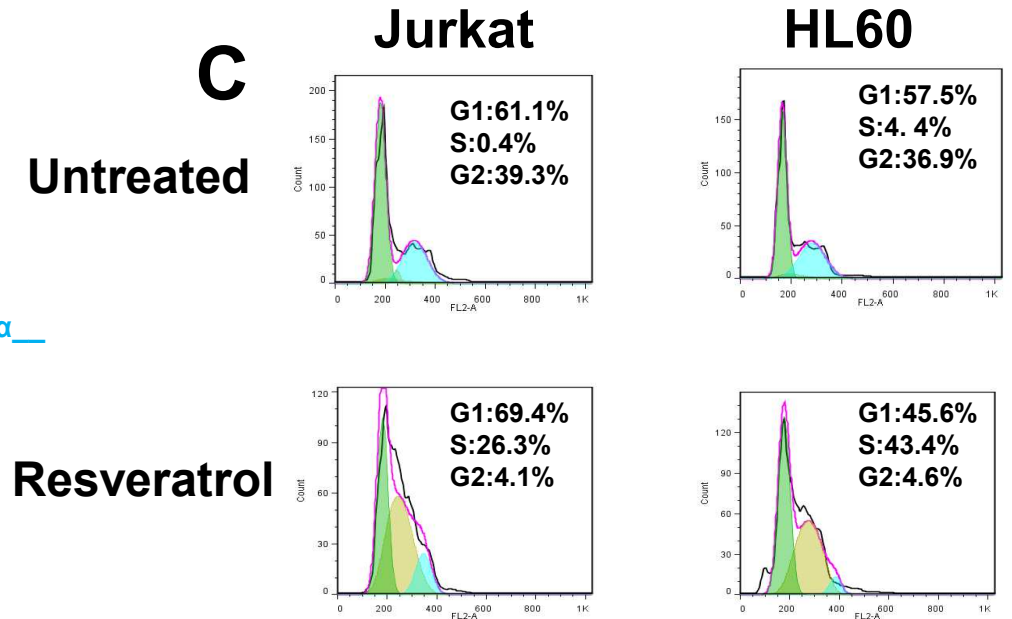 Jurkat
HL60
C
Untreated
G1:61.1%
S:0.4%
G2:39.3%
Count
200
150
100
50
0
0 200 400 600 800 1K
FL2-A
G1:57.5%
S:4. 4%
G2:36.9%
Count
150
100
50
0
0 200 400 600 800 1K
FL2-A
α__
Resveratrol
G1:69.4%
S:26.3%
G2:4.1%
Count
120
90
60
30
0
0 200 400 600 800 1K
FL2-A
G1:45.6%
S:43.4%
G2:4.6%
Count
120
90
60
30
0
0 200 400 600 800 1K
FL2-A